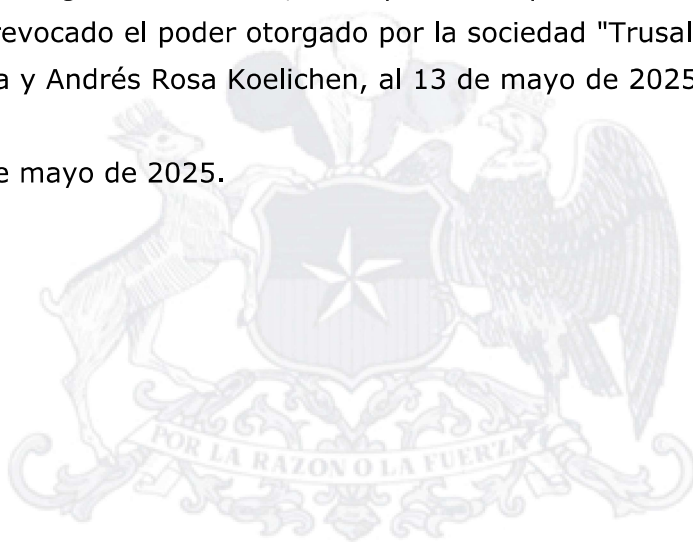 revocado el poder otorgado por la sociedad "Trusal
y Andrés Rosa Koelichen, al 13 de mayo de 2025
mayo de 2025.
POR LA RAZON O LA FUERZA